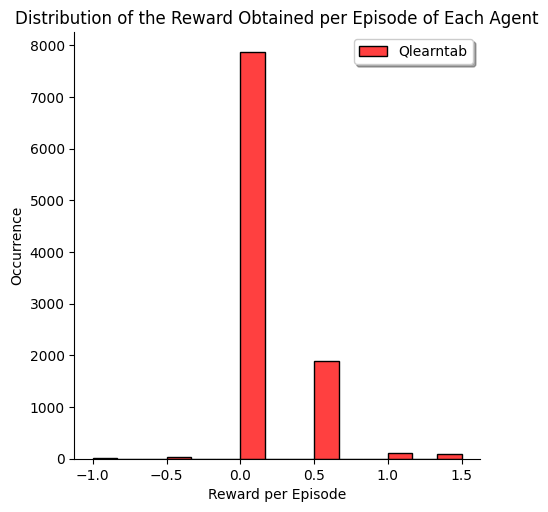 Distribution of the Reward Obtained per Episode of Each Agent
Qlearntab
8000
7000
6000
5000
4000
3000
2000
1000
0
Occurrence
−1.0 −0.5 0.0 0.5 1.0 1.5
Reward per Episode